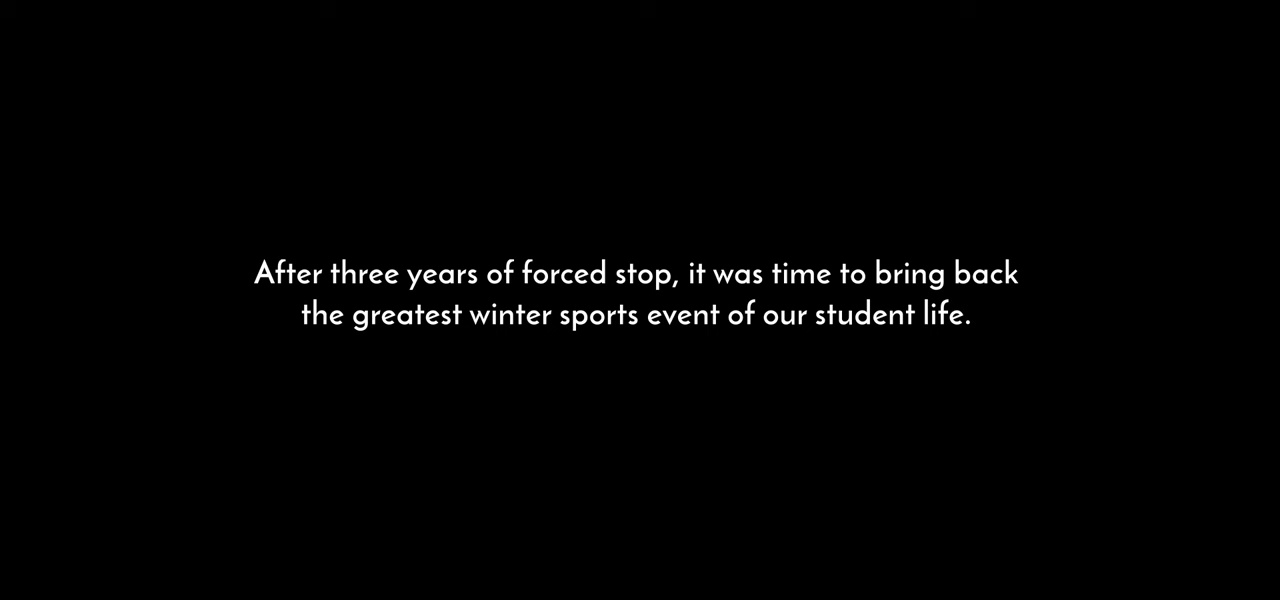 After three years of forced stop, it was time to bring back
the greatest winter sports event of our student life.